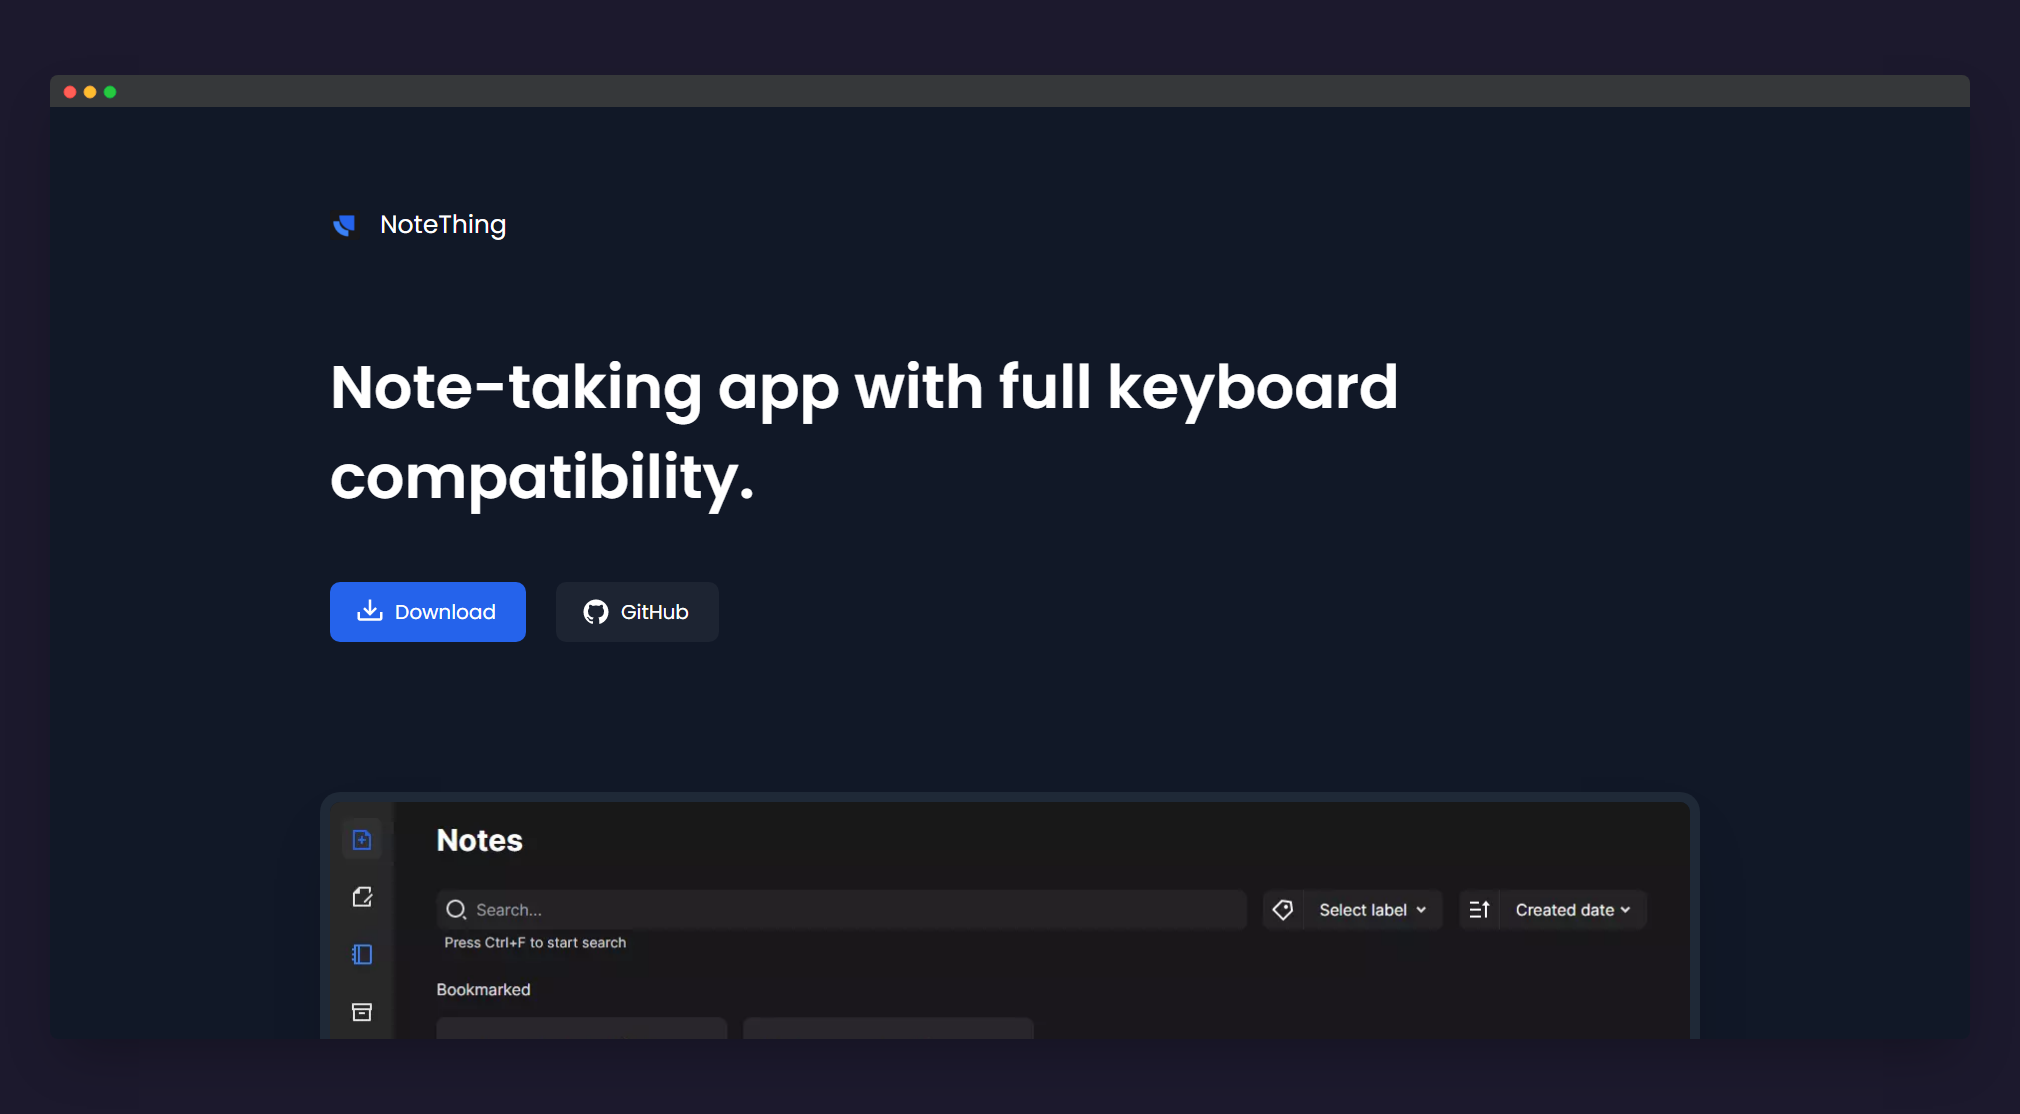 NoteThing
Note-taking app with full keyboard
compatibility.
Download
GitHub
Notes
Search...
Select label
Created date
Press Ctrl+F to start search
Bookmarked